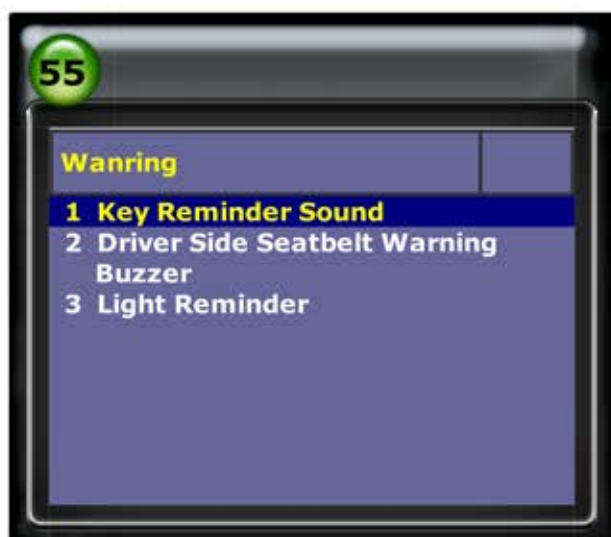 55
Wanring
1 Key Reminder Sound
2 Driver Side Seatbelt Warning
Buzzer
3 Light Reminder